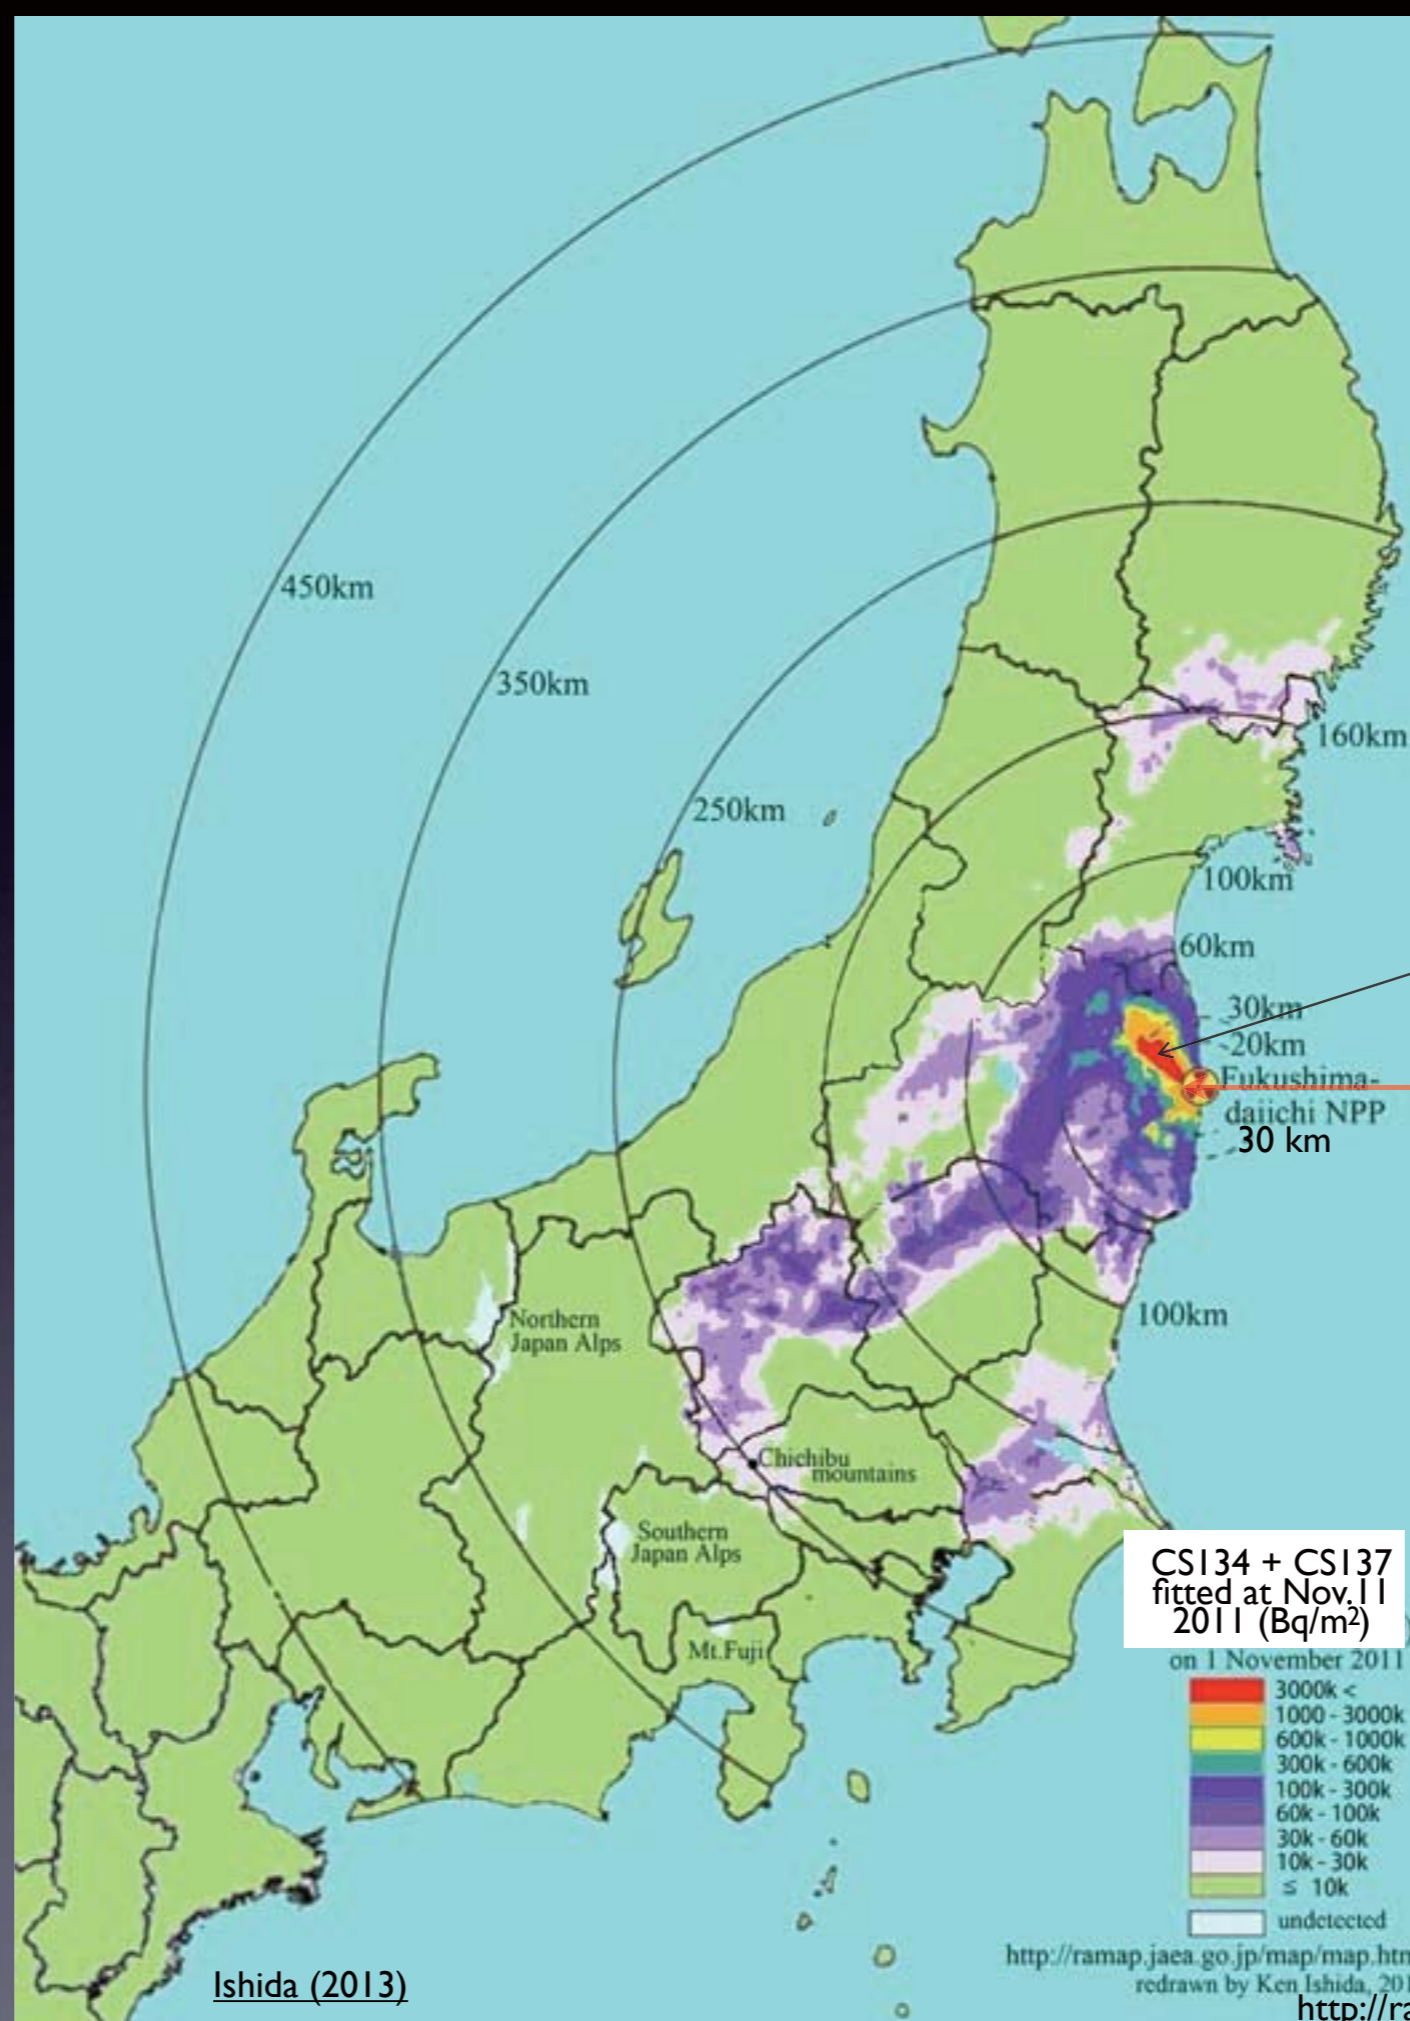 450km
350km
250km
160km
100km
60km
30km
20km
Fukushima-
daiichi NPP
30 km
100km
Northern
Japan Alps
Chichibu
mountains
Southern
Japan Alps
Mt.Fuji
CS134 + CS137
fitted at Nov.11
2011 (Bq/m²)
on 1 November 2011
3000k <
1000 - 3000k
600k - 1000k
300k - 600k
100k - 300k
60k - 100k
30k - 60k
10k - 30k
≤ 10k
undetected
http://ramap.jaea.go.jp/map/map.htm
redrawn by Ken Ishida, 201
Ishida (2013)
http://ra